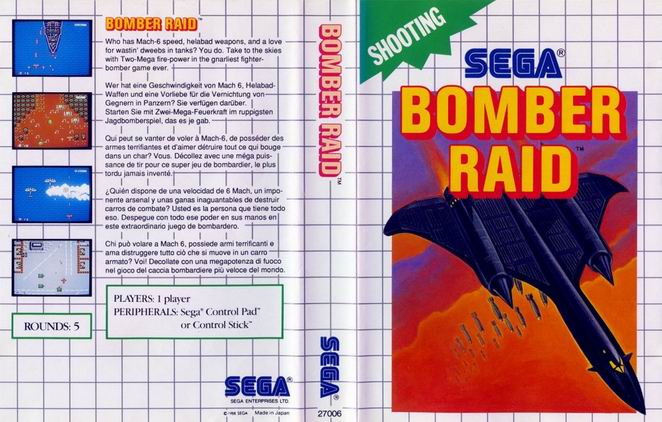 BOMBER RAID™
Who has Mach-6 speed, helabad weapons, and a love
for wastin' dweebs in tanks? You do. Take to the skies
with Two-Mega fire-power in the gnarliest fighter-
bomber game ever.
Wer hat eine Geschwindigkeit von Mach 6, Helabad-
Waffen und eine Vorliebe für die Vernichtung von
Gegnern in Panzern? Sie verfügen darüber.
Starten Sie mit Zwei-Mega-Feuerkraft im ruppigsten
Jagdbomberspiel, das es je gab.
Qui peut se vanter de voler à Mach-6, de posséder des
armes terrifiantes et d'aimer détruire tout ce qui bouge
dans un char? Vous. Décollez avec une méga puis-
sance de tir pour ce super jeu de bombardier, le plus
tordu jamais inventé.
¿Quién dispone de una velocidad de 6 Mach, un impo-
nente arsenal y unas ganas inaguantables de destruir
carros de combate? Usted es la persona que tiene todo
eso. Despegue con todo ese poder en sus manos en
este extraordinario juego de bombardero.
Chi può volare a Mach 6, possiede armi terrificanti e
ama distruggere tutto ciò che si muove in un carro
armato? Voi! Decollate con una megapotenza di fuoco
nel gioco del caccia bombardiere più veloce del mondo.
ROUNDS: 5
PLAYERS: 1 player
PERIPHERALS: Sega® Control Pad™
or Control Stick™
SEGA®
SEGA ENTERPRISES LTD.
©1988 SEGA Made in Japan
BOMBER RAID™
SEGA®
27006
SHOOTING
SEGA®
BOMBER
RAID™